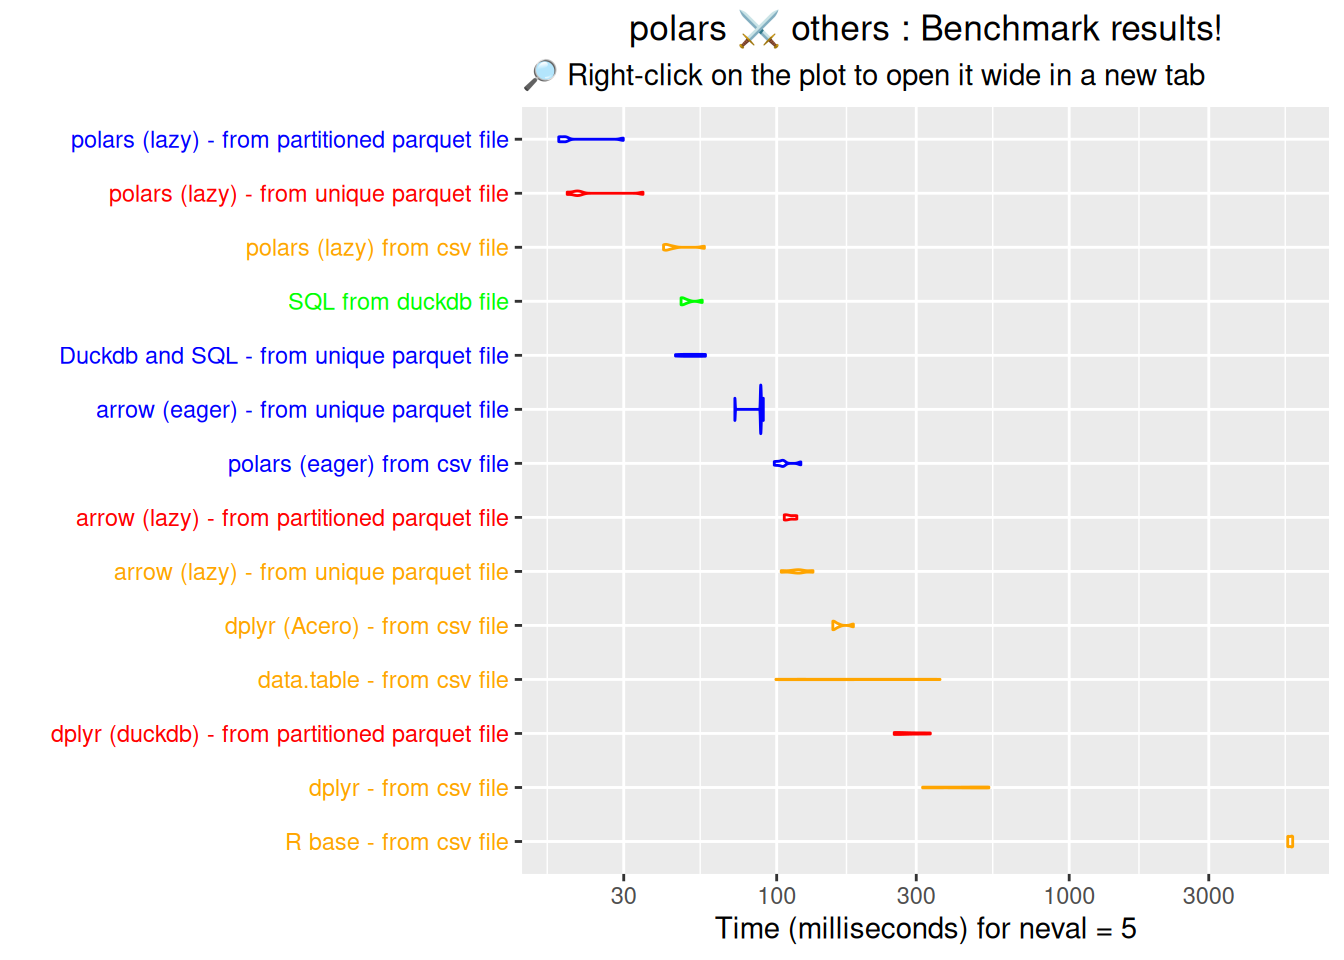 polars ⚔️ others : Benchmark results!
🔎 Right-click on the plot to open it wide in a new tab
polars (lazy) - from partitioned parquet file
polars (lazy) - from unique parquet file
polars (lazy) from csv file
SQL from duckdb file
Duckdb and SQL - from unique parquet file
arrow (eager) - from unique parquet file
polars (eager) from csv file
arrow (lazy) - from partitioned parquet file
arrow (lazy) - from unique parquet file
dplyr (Acero) - from csv file
data.table - from csv file
dplyr (duckdb) - from partitioned parquet file
dplyr - from csv file
R base - from csv file
30 100 300 1000 3000
Time (milliseconds) for neval = 5